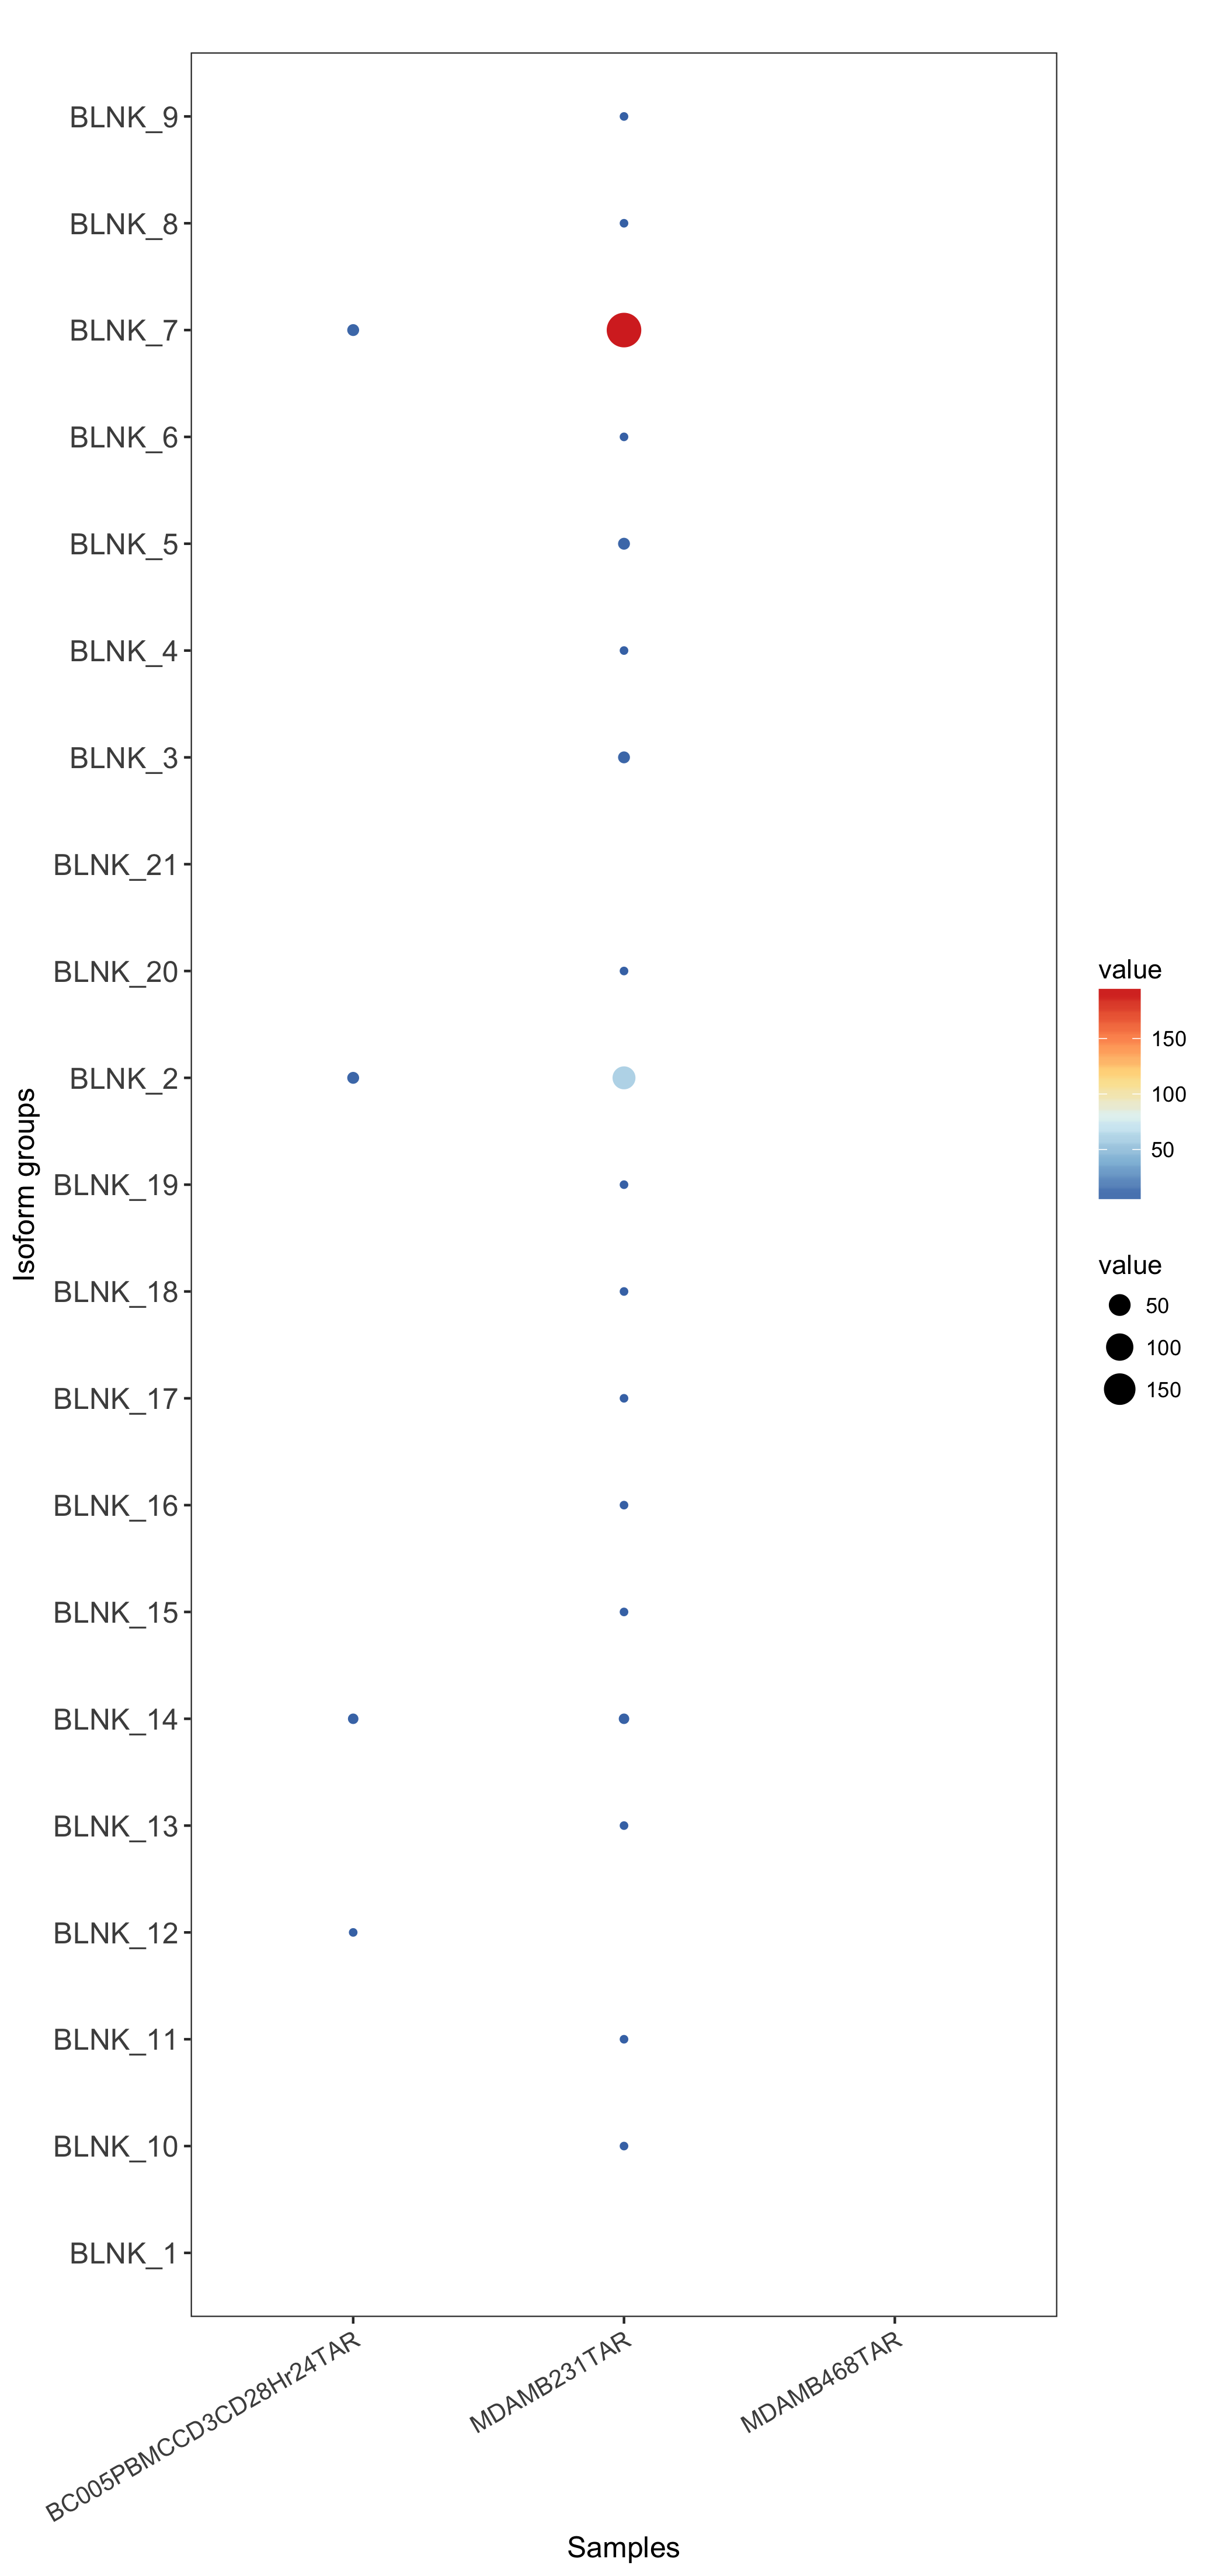 BLNK_9
BLNK_8
BLNK_7
BLNK_6
BLNK_5
BLNK_4
BLNK_3
BLNK_21
BLNK_20
BLNK_2
BLNK_19
BLNK_18
BLNK_17
BLNK_16
BLNK_15
BLNK_14
BLNK_13
BLNK_12
BLNK_11
BLNK_10
BLNK_1
Isoform groups
BC005PBMCCD3CD28Hr24TAR
MDAMB231TAR
MDAMB468TAR
Samples
value
150
100
50
value
50
100
150